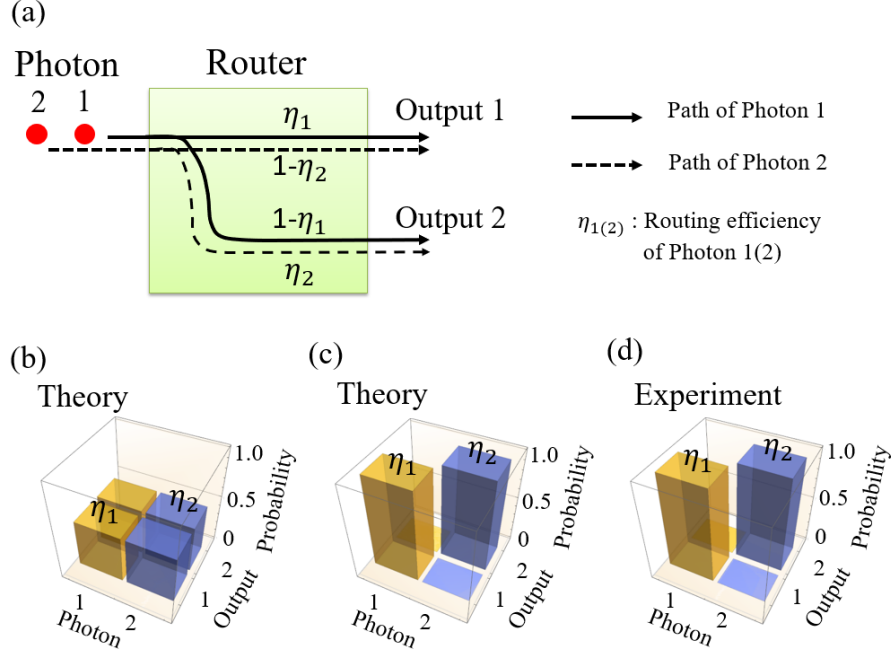 (a)
Photon
2 1
Router
η₁
1-η₂
1-η₁
η₂
Output 1
Output 2
Path of Photon 1
Path of Photon 2
η₁₍₂₎ : Routing efficiency
of Photon 1(2)
(b)
Theory
η₁
η₂
1.0
0.5
0
Probability
2
1
Output
1
2
Photon
(c)
Theory
η₁
η₂
1.0
0.5
0
Probability
2
1
Output
1
2
Photon
(d)
Experiment
η₁
η₂
1.0
0.5
0
Probability
2
1
Output
1
2
Photon